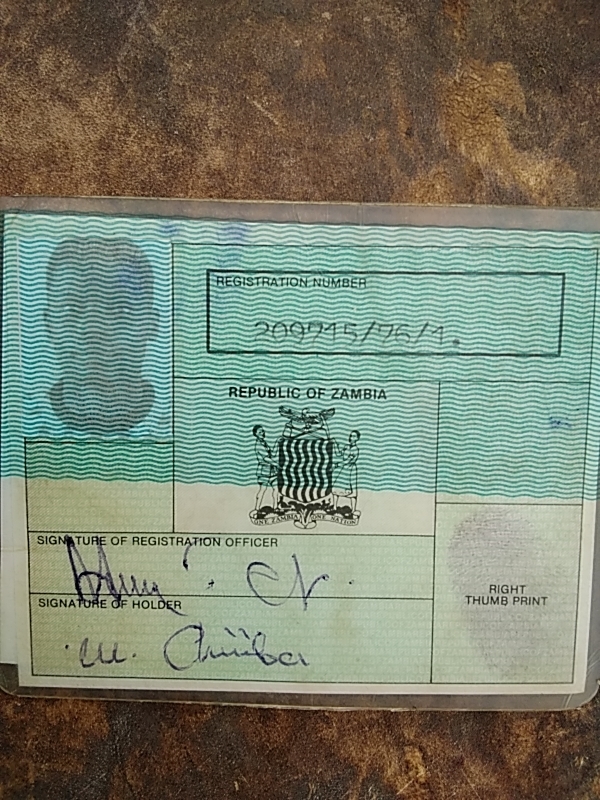 REGISTRATION NUMBER
209715/76/1.
REPUBLIC OF ZAMBIA
ONE ZAMBIA ONE NATION
SIGNATURE OF REGISTRATION OFFICER
SIGNATURE OF HOLDER
M.
RIGHT
THUMB PRINT